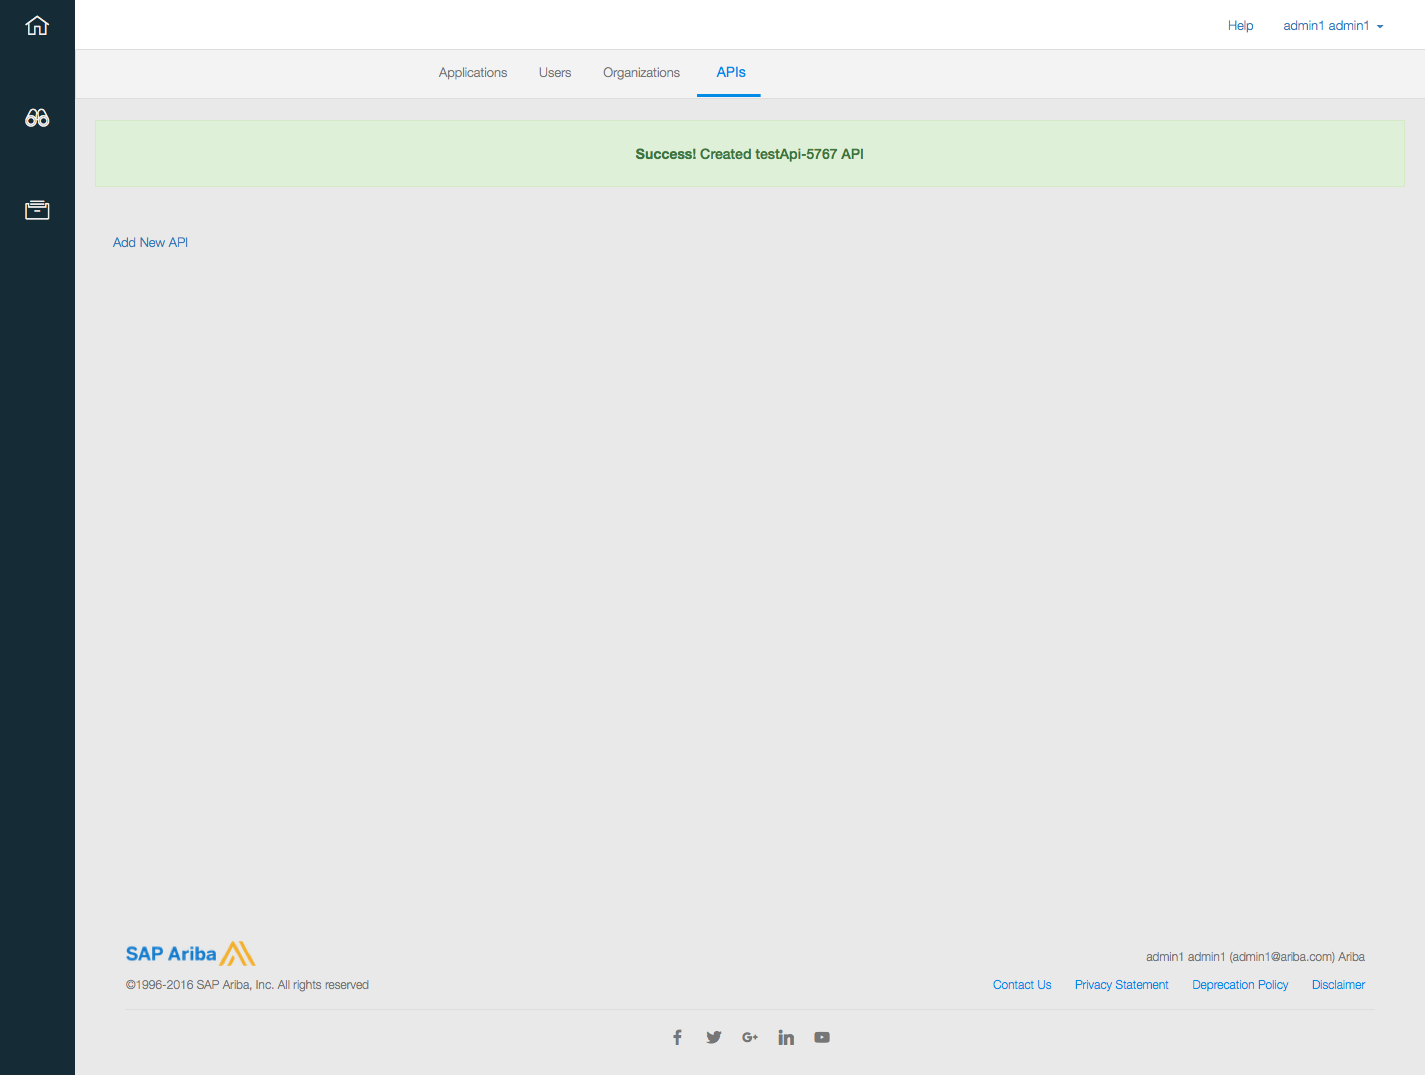 Help admin1 admin1
Applications Users Organizations APIs
Success! Created testApi-5767 API
Add New API
SAP Ariba
admin1 admin1 (admin1@ariba.com) Ariba
©1996-2016 SAP Ariba, Inc. All rights reserved
Contact Us Privacy Statement Deprecation Policy Disclaimer